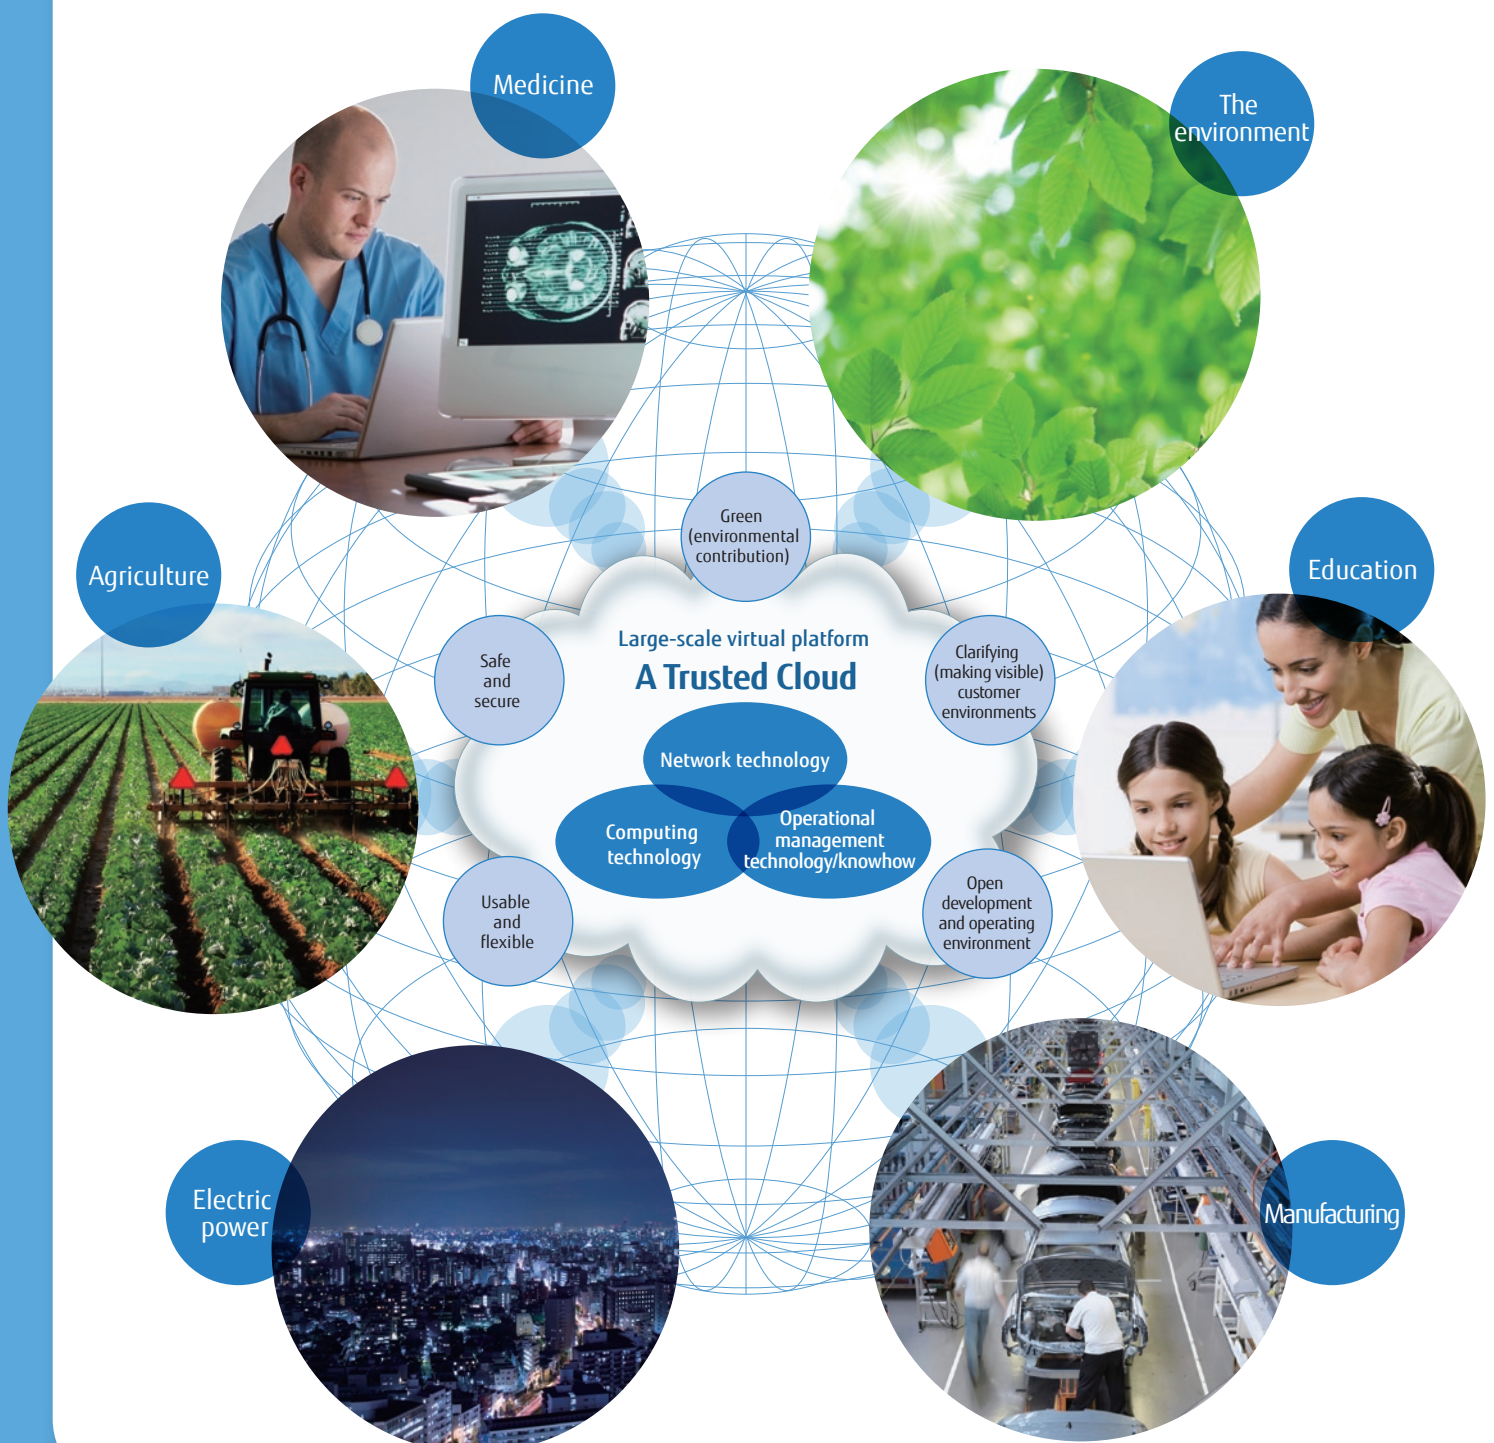 Medicine
The
environment
Agriculture
Education
Green
(environmental
contribution)
Safe
and
secure
Large-scale virtual platform
A Trusted Cloud
Clarifying
(making visible)
customer
environments
Network technology
Computing
technology
Operational
management
technology/knowhow
Usable
and
flexible
Open
development
and operating
environment
Electric
power
Manufacturing